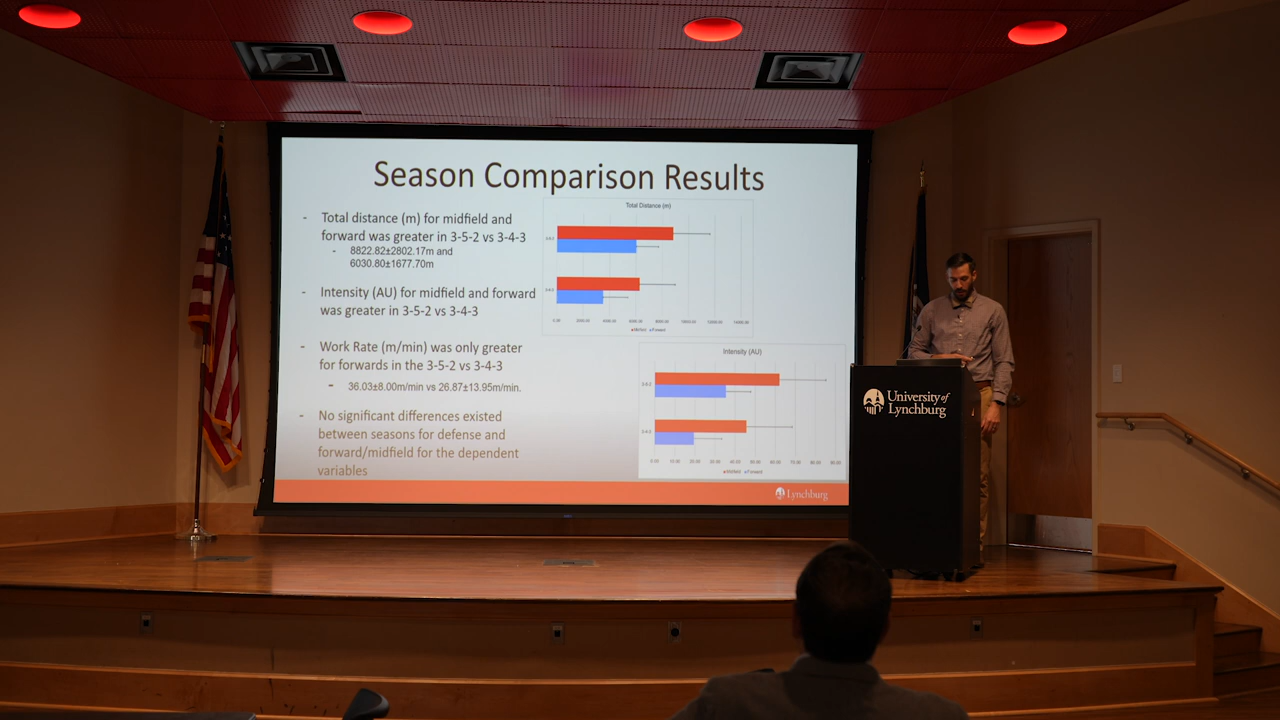 Season Comparison Results
- Total distance (m) for midfield and
forward was greater in 3-5-2 vs 3-4-3
- 8822.82±2802.17m and
6030.80±1677.70m
- Intensity (AU) for midfield and forward
was greater in 3-5-2 vs 3-4-3
- Work Rate (m/min) was only greater
for forwards in the 3-5-2 vs 3-4-3
- 36.03±8.00m/min vs 26.87±13.95m/min.
- No significant differences existed
between seasons for defense and
forward/midfield for the dependent
variables
Total Distance (m)
Intensity (AU)
Lynchburg
University of
Lynchburg